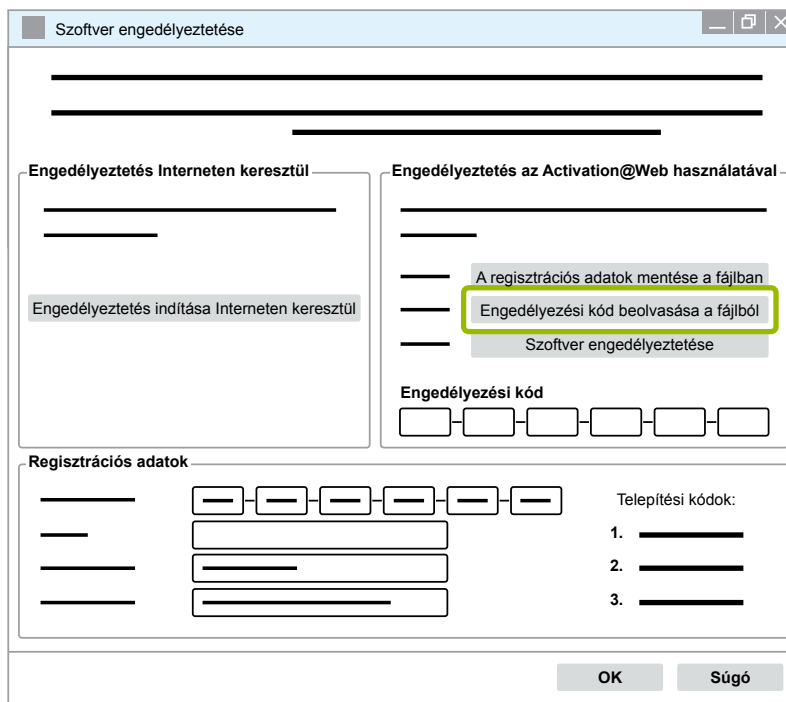 Szoftver engedélyeztetése
Engedélyeztetés Interneten keresztül
Engedélyeztetés indítása Interneten keresztül
Engedélyeztetés az Activation@Web használatával
A regisztrációs adatok mentése a fájlban
Engedélyezési kód beolvasása a fájlból
Szoftver engedélyeztetése
Engedélyezési kód
Regisztrációs adatok
Telepítési kódok:
1.
2.
3.
OK
Súgó